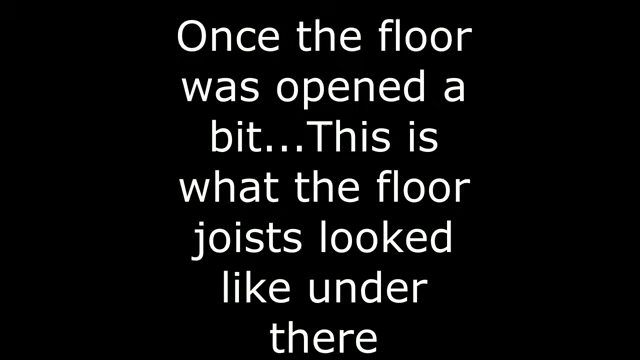 Once the floor
was opened a
bit...This is
what the floor
joists looked
like under
there